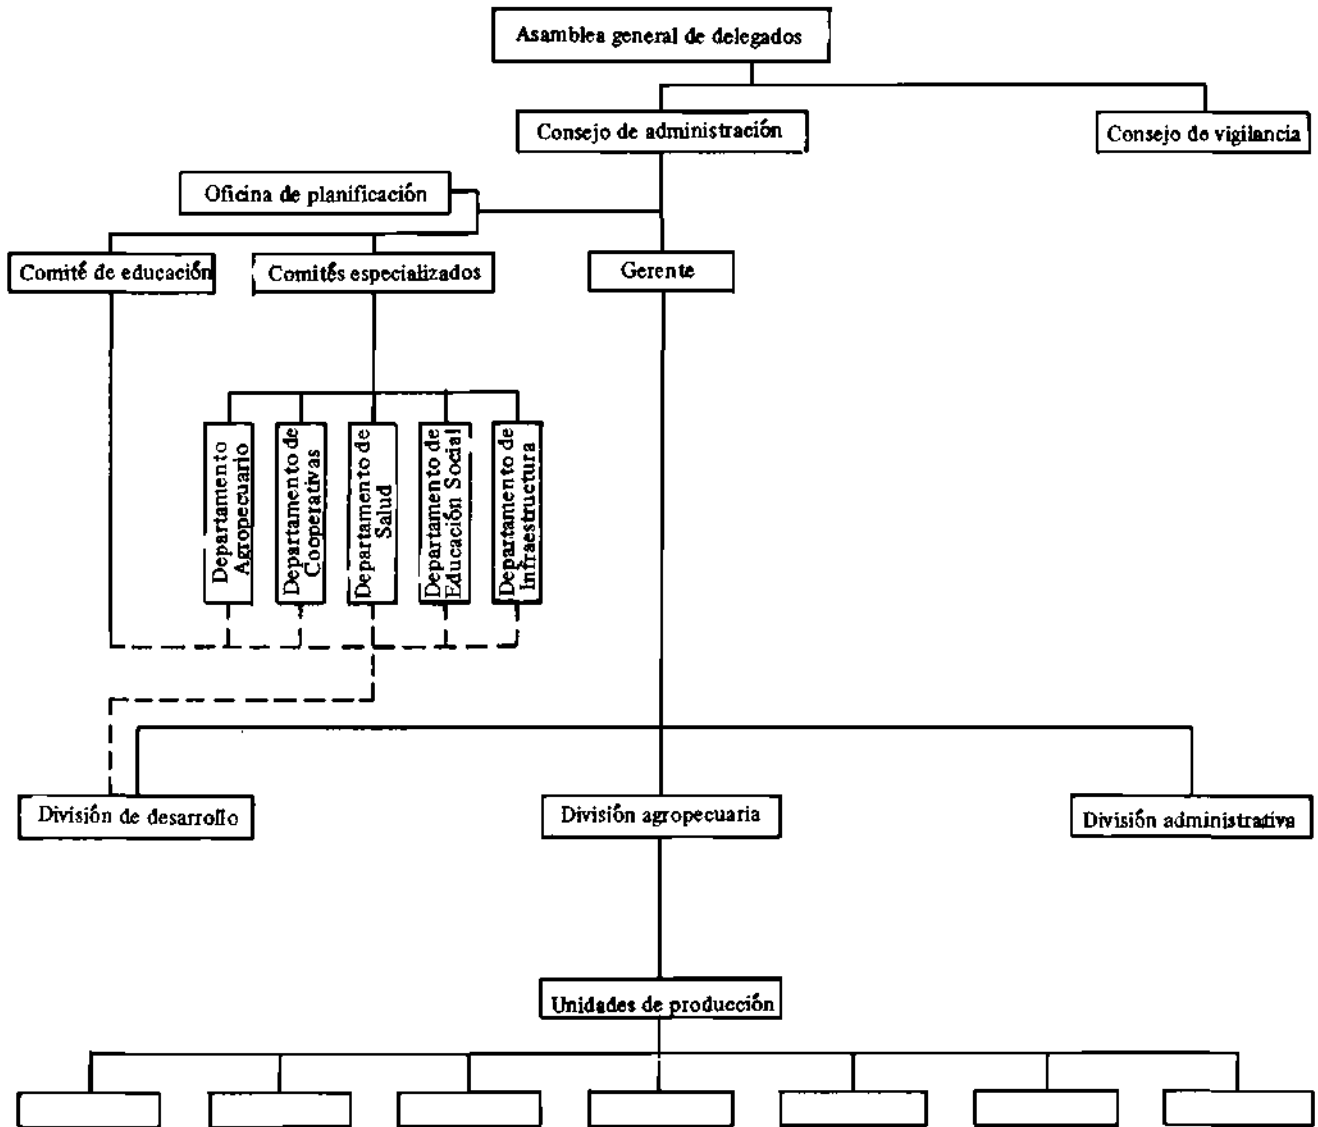 Asamblea general de delegados
Consejo de administración
Consejo de vigilancia
Oficina de planificación
Comité de educación
Comités especializados
Gerente
Departamento
Agropecuario
Departamento de
Cooperativas
Departamento de
Salud
Departamento de
Educación Social
Departamento de
Infraestructura
División de desarrollo
División agropecuaria
División administrativa
Unidades de producción